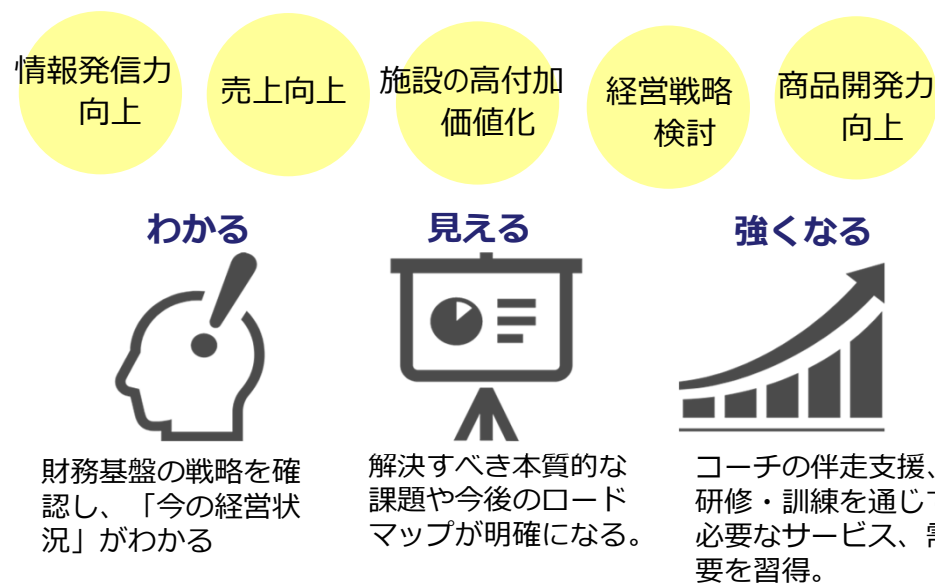 情報発信力
向上
売上向上
施設の高付加
価値化
経営戦略
検討
商品開発力
向上
わかる
見える
強くなる
財務基盤の戦略を確
認し、「今の経営状
況」がわかる
解決すべき本質的な
課題や今後のロード
マップが明確になる。
コーチの伴走支援、
研修・訓練を通じ
必要なサービス、
要を習得。